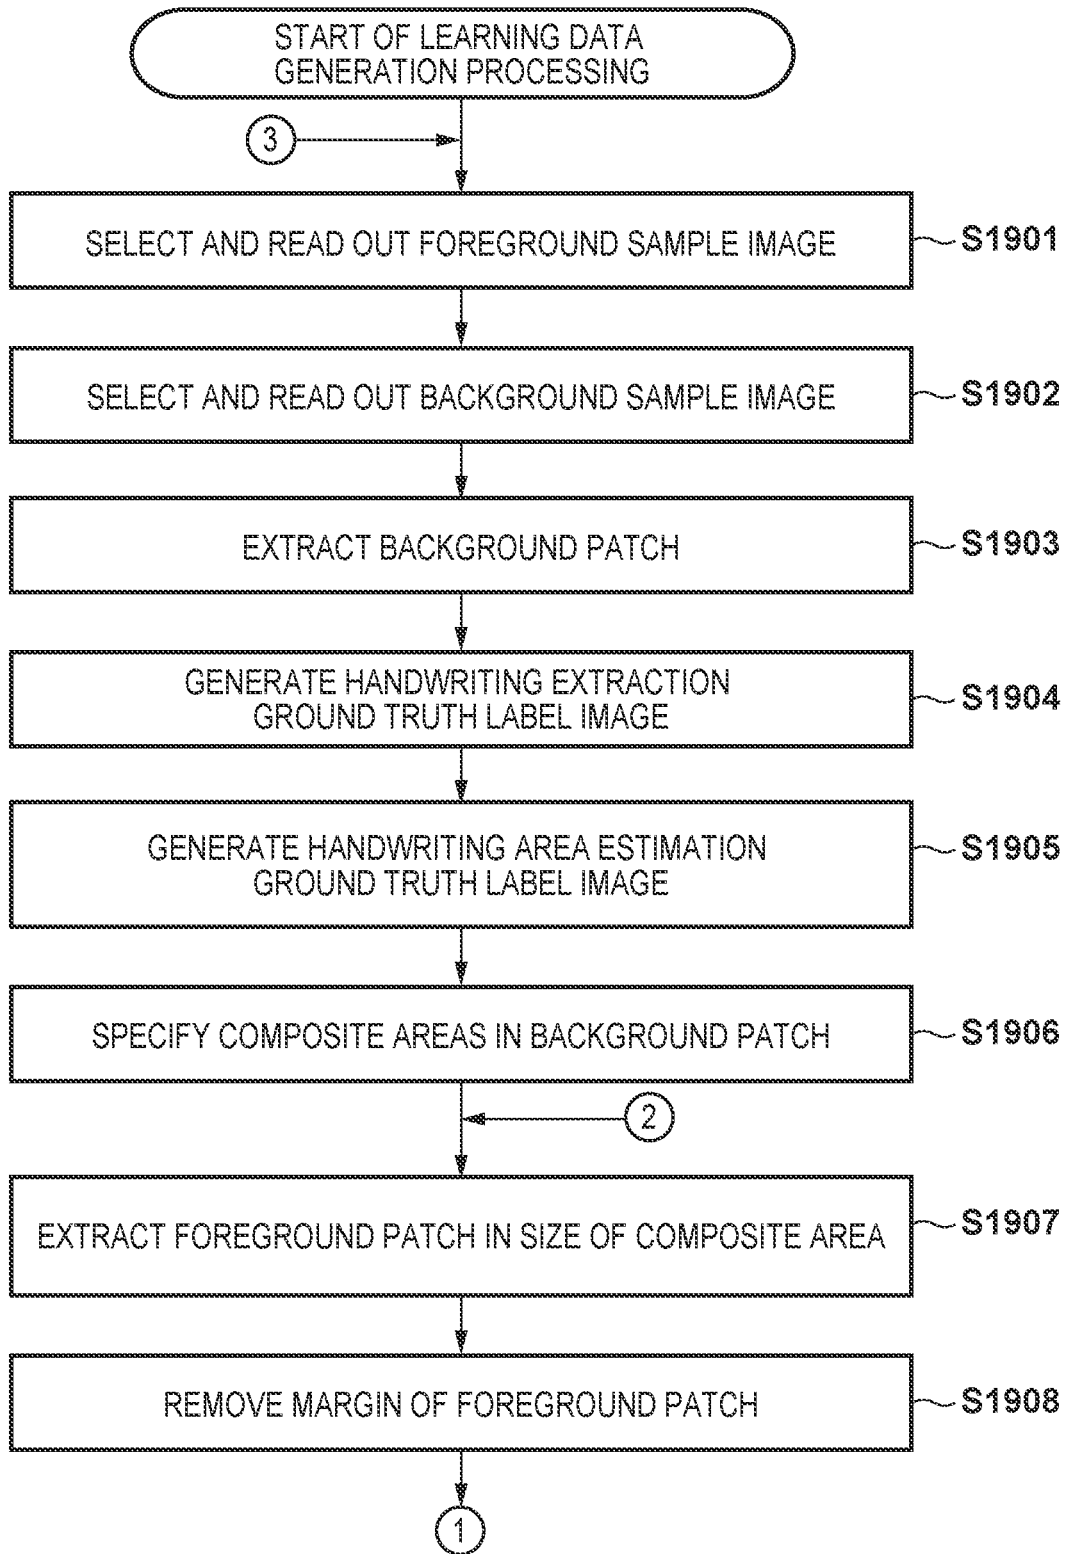 START OF LEARNING DATA
GENERATION PROCESSING
3
SELECT AND READ OUT FOREGROUND SAMPLE IMAGE
S1901
SELECT AND READ OUT BACKGROUND SAMPLE IMAGE
S1902
EXTRACT BACKGROUND PATCH
S1903
GENERATE HANDWRITING EXTRACTION
GROUND TRUTH LABEL IMAGE
S1904
GENERATE HANDWRITING AREA ESTIMATION
GROUND TRUTH LABEL IMAGE
S1905
SPECIFY COMPOSITE AREAS IN BACKGROUND PATCH
S1906
2
EXTRACT FOREGROUND PATCH IN SIZE OF COMPOSITE AREA
S1907
REMOVE MARGIN OF FOREGROUND PATCH
S1908
1